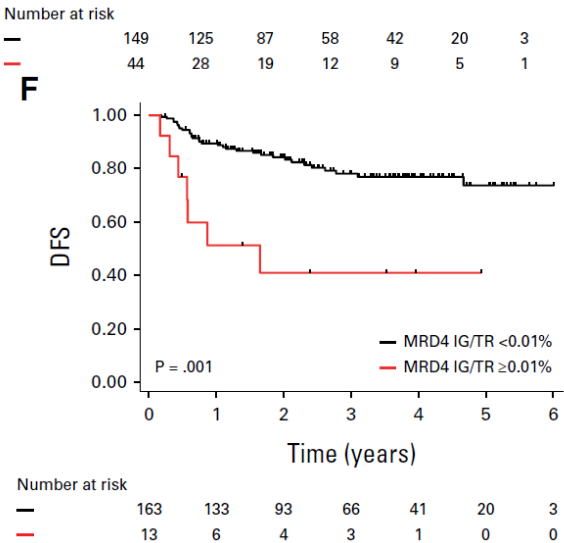 Number at risk
149 125 87 58 42 20 3
44 28 19 12 9 5 1
F
1.00
0.80
0.60
0.40
0.20
0.00
DFS
MRD4 IG/TR <0.01%
P = .001 MRD4 IG/TR ≥0.01%
0 1 2 3 4 5 6
Time (years)
Number at risk
163 133 93 66 41 20 3
13 6 4 3 1 0 0